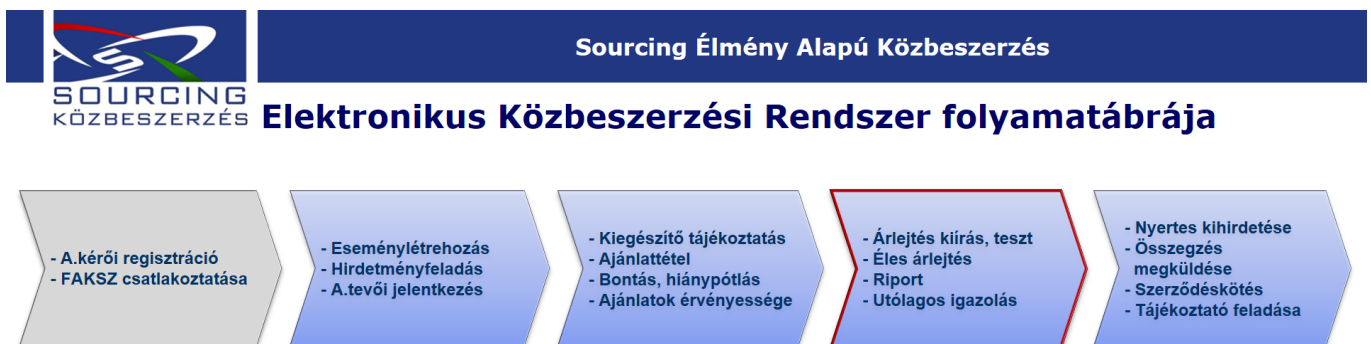 Sourcing Élmény Alapú Közbeszerzés
SOURCING
KÖZBESZERZÉS
Elektronikus Közbeszerzési Rendszer folyamatábrája
- A.kérői regisztráció
- FAKSZ csatlakoztatása
- Eseménylétrehozás
- Hirdetményfeladás
- A.tevői jelentkezés
- Kiegészítő tájékoztatás
- Ajánlattétel
- Bontás, hiánypótlás
- Ajánlatok érvényessége
- Árlejtés kiírás, teszt
- Éles árlejtés
- Riport
- Utólagos igazolás
- Nyertes kihirdetése
- Összegzés
megküldése
- Szerződéskötés
- Tájékoztató feladása